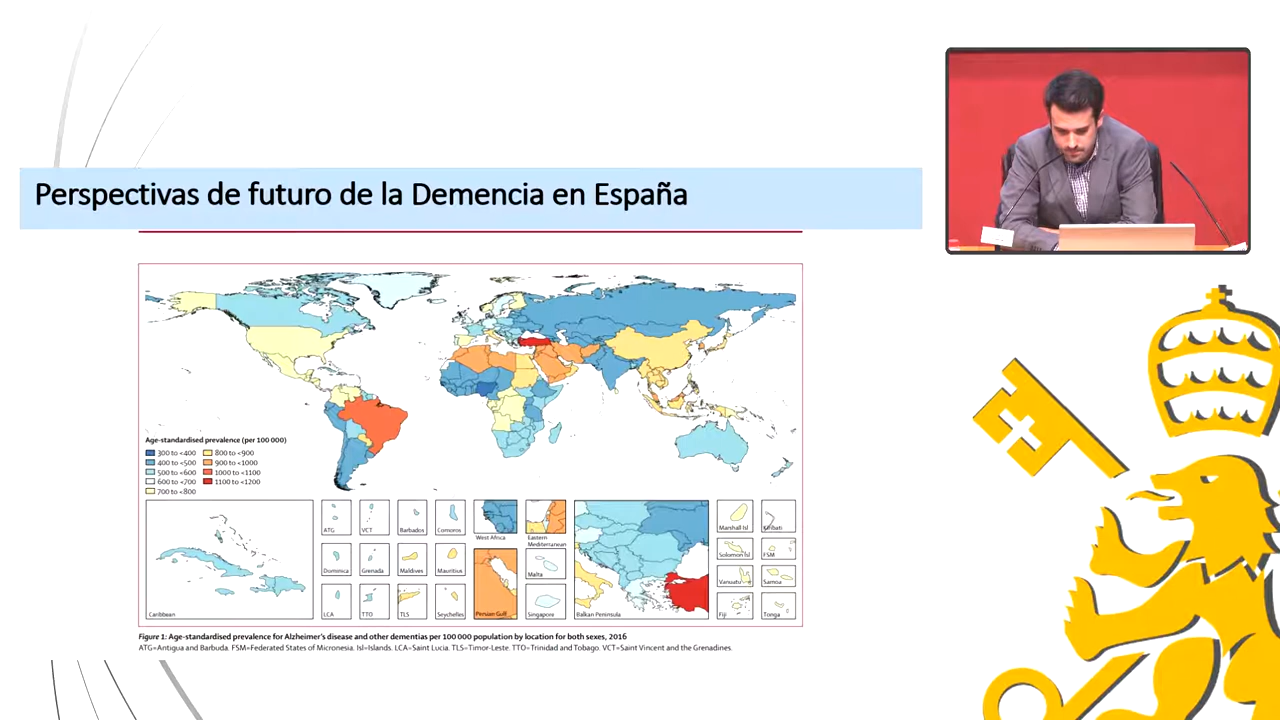 Perspectivas de futuro de la Demencia en España
Age-standardised prevalence (per 100 000)
300 to <400
400 to <500
500 to <600
600 to <700
700 to <800
800 to <900
900 to <1000
1000 to <1100
1100 to <1200
Caribbean
ATG
VCT
Barbados
Comoros
West Africa
Eastern
Mediterranean
Marshall Isl
Kiribati
Dominica
Grenada
Maldives
Mauritius
Malta
Solomon Isl
FSM
Vanuatu
Samoa
LCA
TTO
TLS
Seychelles
Persian Gulf
Singapore
Balkan Peninsula
Fiji
Tonga
Figure 1: Age-standardised prevalence for Alzheimer's disease and other dementias per 100 000 population by location for both sexes, 2016
ATG=Antigua and Barbuda. FSM=Federated States of Micronesia. Isl=Islands. LCA=Saint Lucia. TLS=Timor-Leste. TTO=Trinidad and Tobago. VCT=Saint Vincent and the Grenadines.